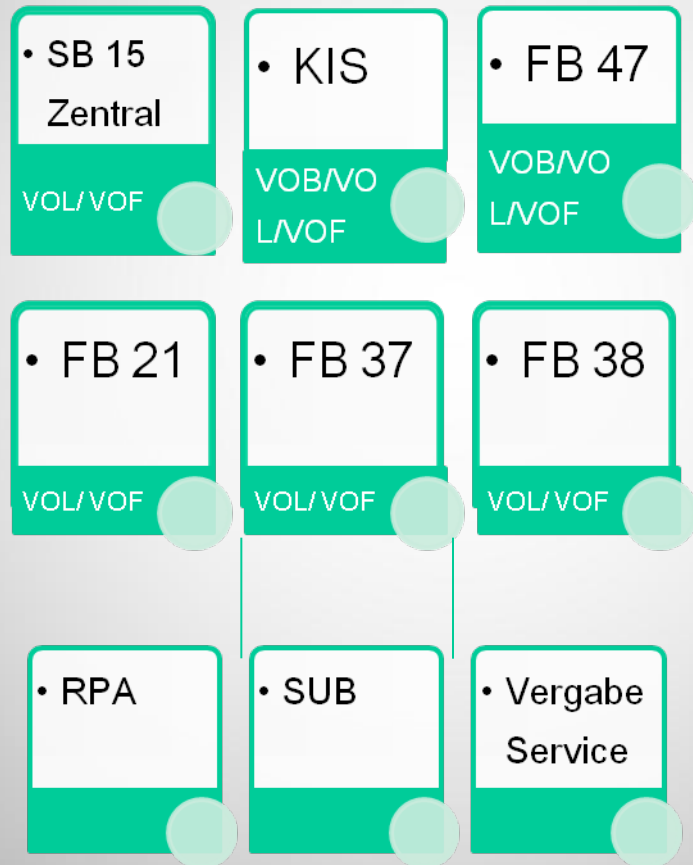 • SB 15
Zentral
VOL/ VOF
• KIS
VOB/VO
L/VOF
• FB 47
VOB/VO
L/VOF
• FB 21
VOL/ VOF
• FB 37
VOL/ VOF
• FB 38
VOL/ VOF
• RPA
• SUB
• Vergabe
Service